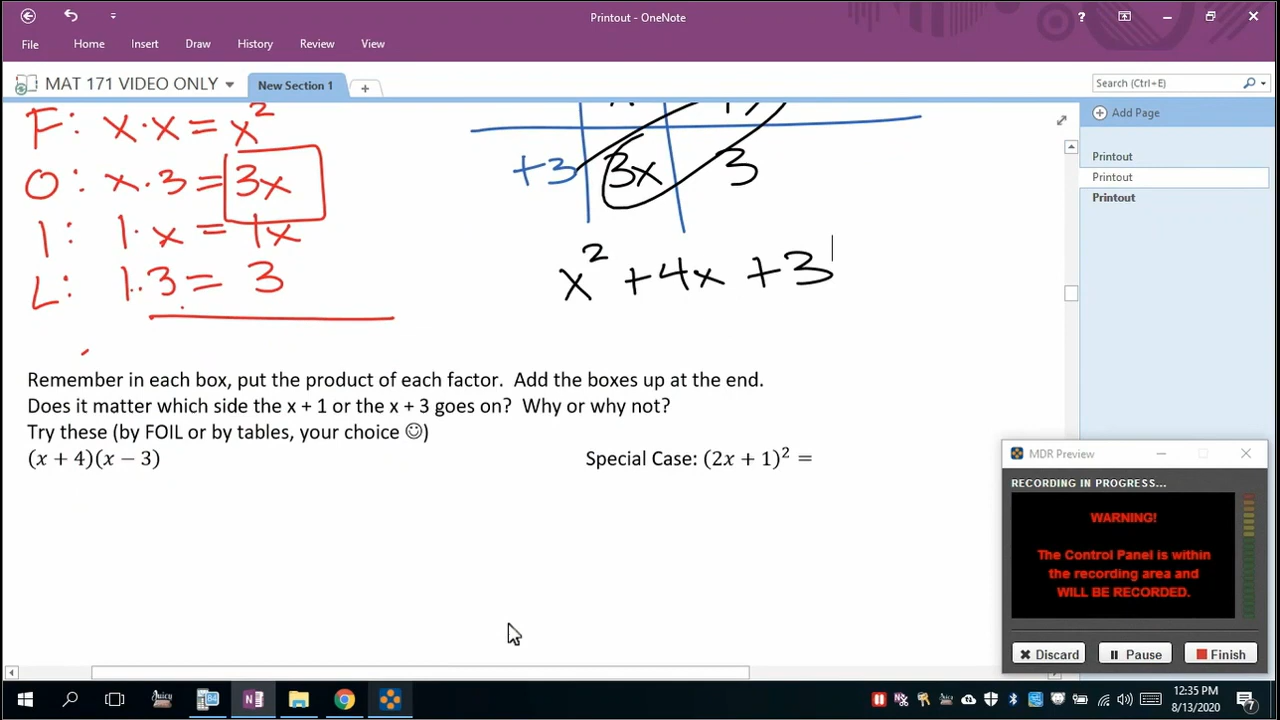 Printout - OneNote
?
File Home Insert Draw History Review View
MAT 171 VIDEO ONLY
New Section 1
+
Search (Ctrl+E)
Add Page
Printout
Printout
Printout
F: x·x = x²
O: x·3 = 3x
I: 1·x = 1x
L: 1·3 = 3
+3 3x 3
x² +4x +3
Remember in each box, put the product of each factor. Add the boxes up at the end.
Does it matter which side the x + 1 or the x + 3 goes on? Why or why not?
Try these (by FOIL or by tables, your choice ☺)
(x + 4)(x − 3) Special Case: (2x + 1)² =
MDR Preview
RECORDING IN PROGRESS...
WARNING!
The Control Panel is within
the recording area and
WILL BE RECORDED.
Discard Pause Finish
12:35 PM
8/13/2020
7